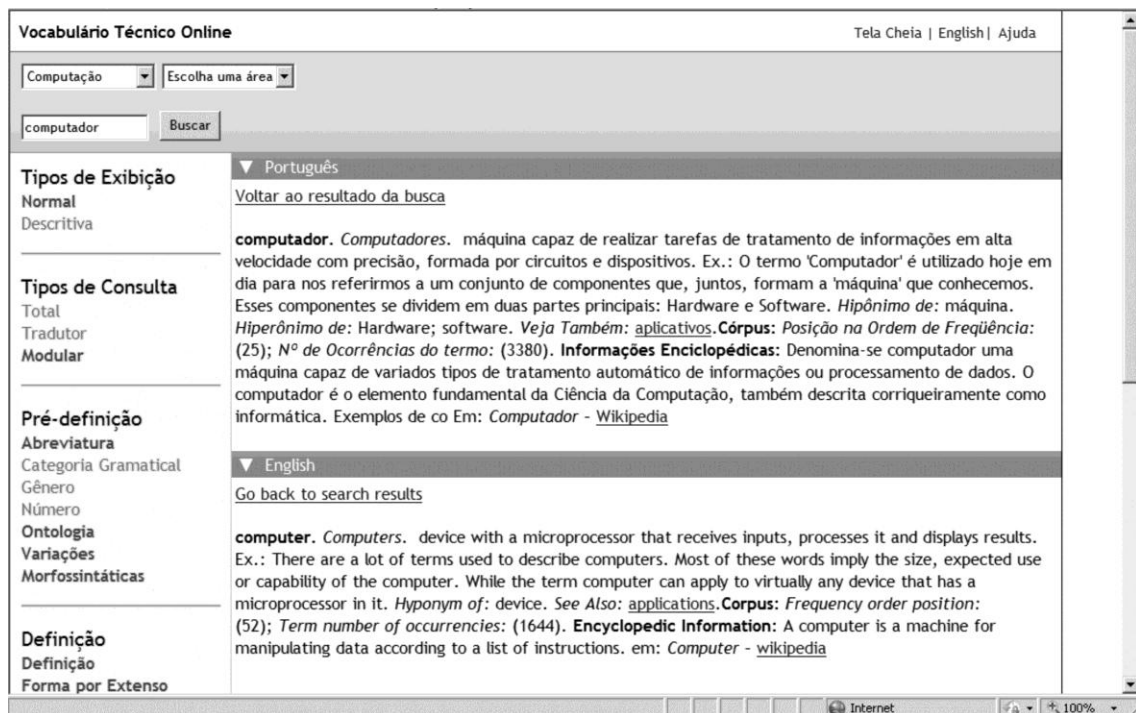 Vocabulário Técnico Online
Tela Cheia | English| Ajuda
Computação Escolha uma área
computador Buscar
Tipos de Exibição
Normal
Descritiva
Tipos de Consulta
Total
Tradutor
Modular
Pré-definição
Abreviatura
Categoria Gramatical
Gênero
Número
Ontologia
Variações
Morfossintáticas
Definição
Definição
Forma por Extenso
▼ Português
Voltar ao resultado da busca
computador. Computadores. máquina capaz de realizar tarefas de tratamento de informações em alta
velocidade com precisão, formada por circuitos e dispositivos. Ex.: O termo 'Computador' é utilizado hoje em
dia para nos referirmos a um conjunto de componentes que, juntos, formam a 'máquina' que conhecemos.
Esses componentes se dividem em duas partes principais: Hardware e Software. Hipônimo de: máquina.
Hiperônimo de: Hardware; software. Veja Também: aplicativos.Córpus: Posição na Ordem de Freqüência:
(25); Nº de Ocorrências do termo: (3380). Informações Enciclopédicas: Denomina-se computador uma
máquina capaz de variados tipos de tratamento automático de informações ou processamento de dados. O
computador é o elemento fundamental da Ciência da Computação, também descrita corriqueiramente como
informática. Exemplos de co Em: Computador - Wikipedia
▼ English
Go back to search results
computer. Computers. device with a microprocessor that receives inputs, processes it and displays results.
Ex.: There are a lot of terms used to describe computers. Most of these words imply the size, expected use
or capability of the computer. While the term computer can apply to virtually any device that has a
microprocessor in it. Hyponym of: device. See Also: applications.Corpus: Frequency order position:
(52); Term number of occurrencies: (1644). Encyclopedic Information: A computer is a machine for
manipulating data according to a list of instructions. em: Computer - wikipedia
Internet 100%